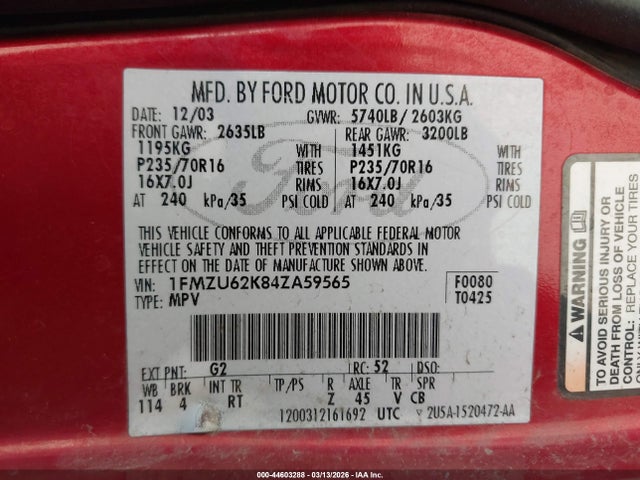 MFD. BY FORD MOTOR CO. IN U.S.A.
DATE: 12/03 GVWR: 5740LB/ 2603KG
FRONT GAWR: 2635LB REAR GAWR: 3200LB
1195KG WITH 1451KG WITH
P235/70R16 TIRES P235/70R16 TIRES
16X7.0J RIMS 16X7.0J RIMS
AT 240 kPa/35 PSI COLD AT 240 kPa/35 PSI COLD
Ford
THIS VEHICLE CONFORMS TO ALL APPLICABLE FEDERAL MOTOR
VEHICLE SAFETY AND THEFT PREVENTION STANDARDS IN
EFFECT ON THE DATE OF MANUFACTURE SHOWN ABOVE.
VIN: 1FMZU62K84ZA59565 F0080
TYPE: MPV T0425
EXT PNT: G2 RC: 52 DSO:
WB BRK INT TR TP/PS R AXLE TR SPR
114 4 RT Z 45 V CB
1200312161692 UTC 2U5A-1520472-AA
WARNING
TO AVOID SERIOUS INJURY OR
DEATH FROM LOSS OF VEHICLE
CONTROL: REPLACE YOUR TIRES
000-44603288 - 03/13/2026 - IAA Inc.